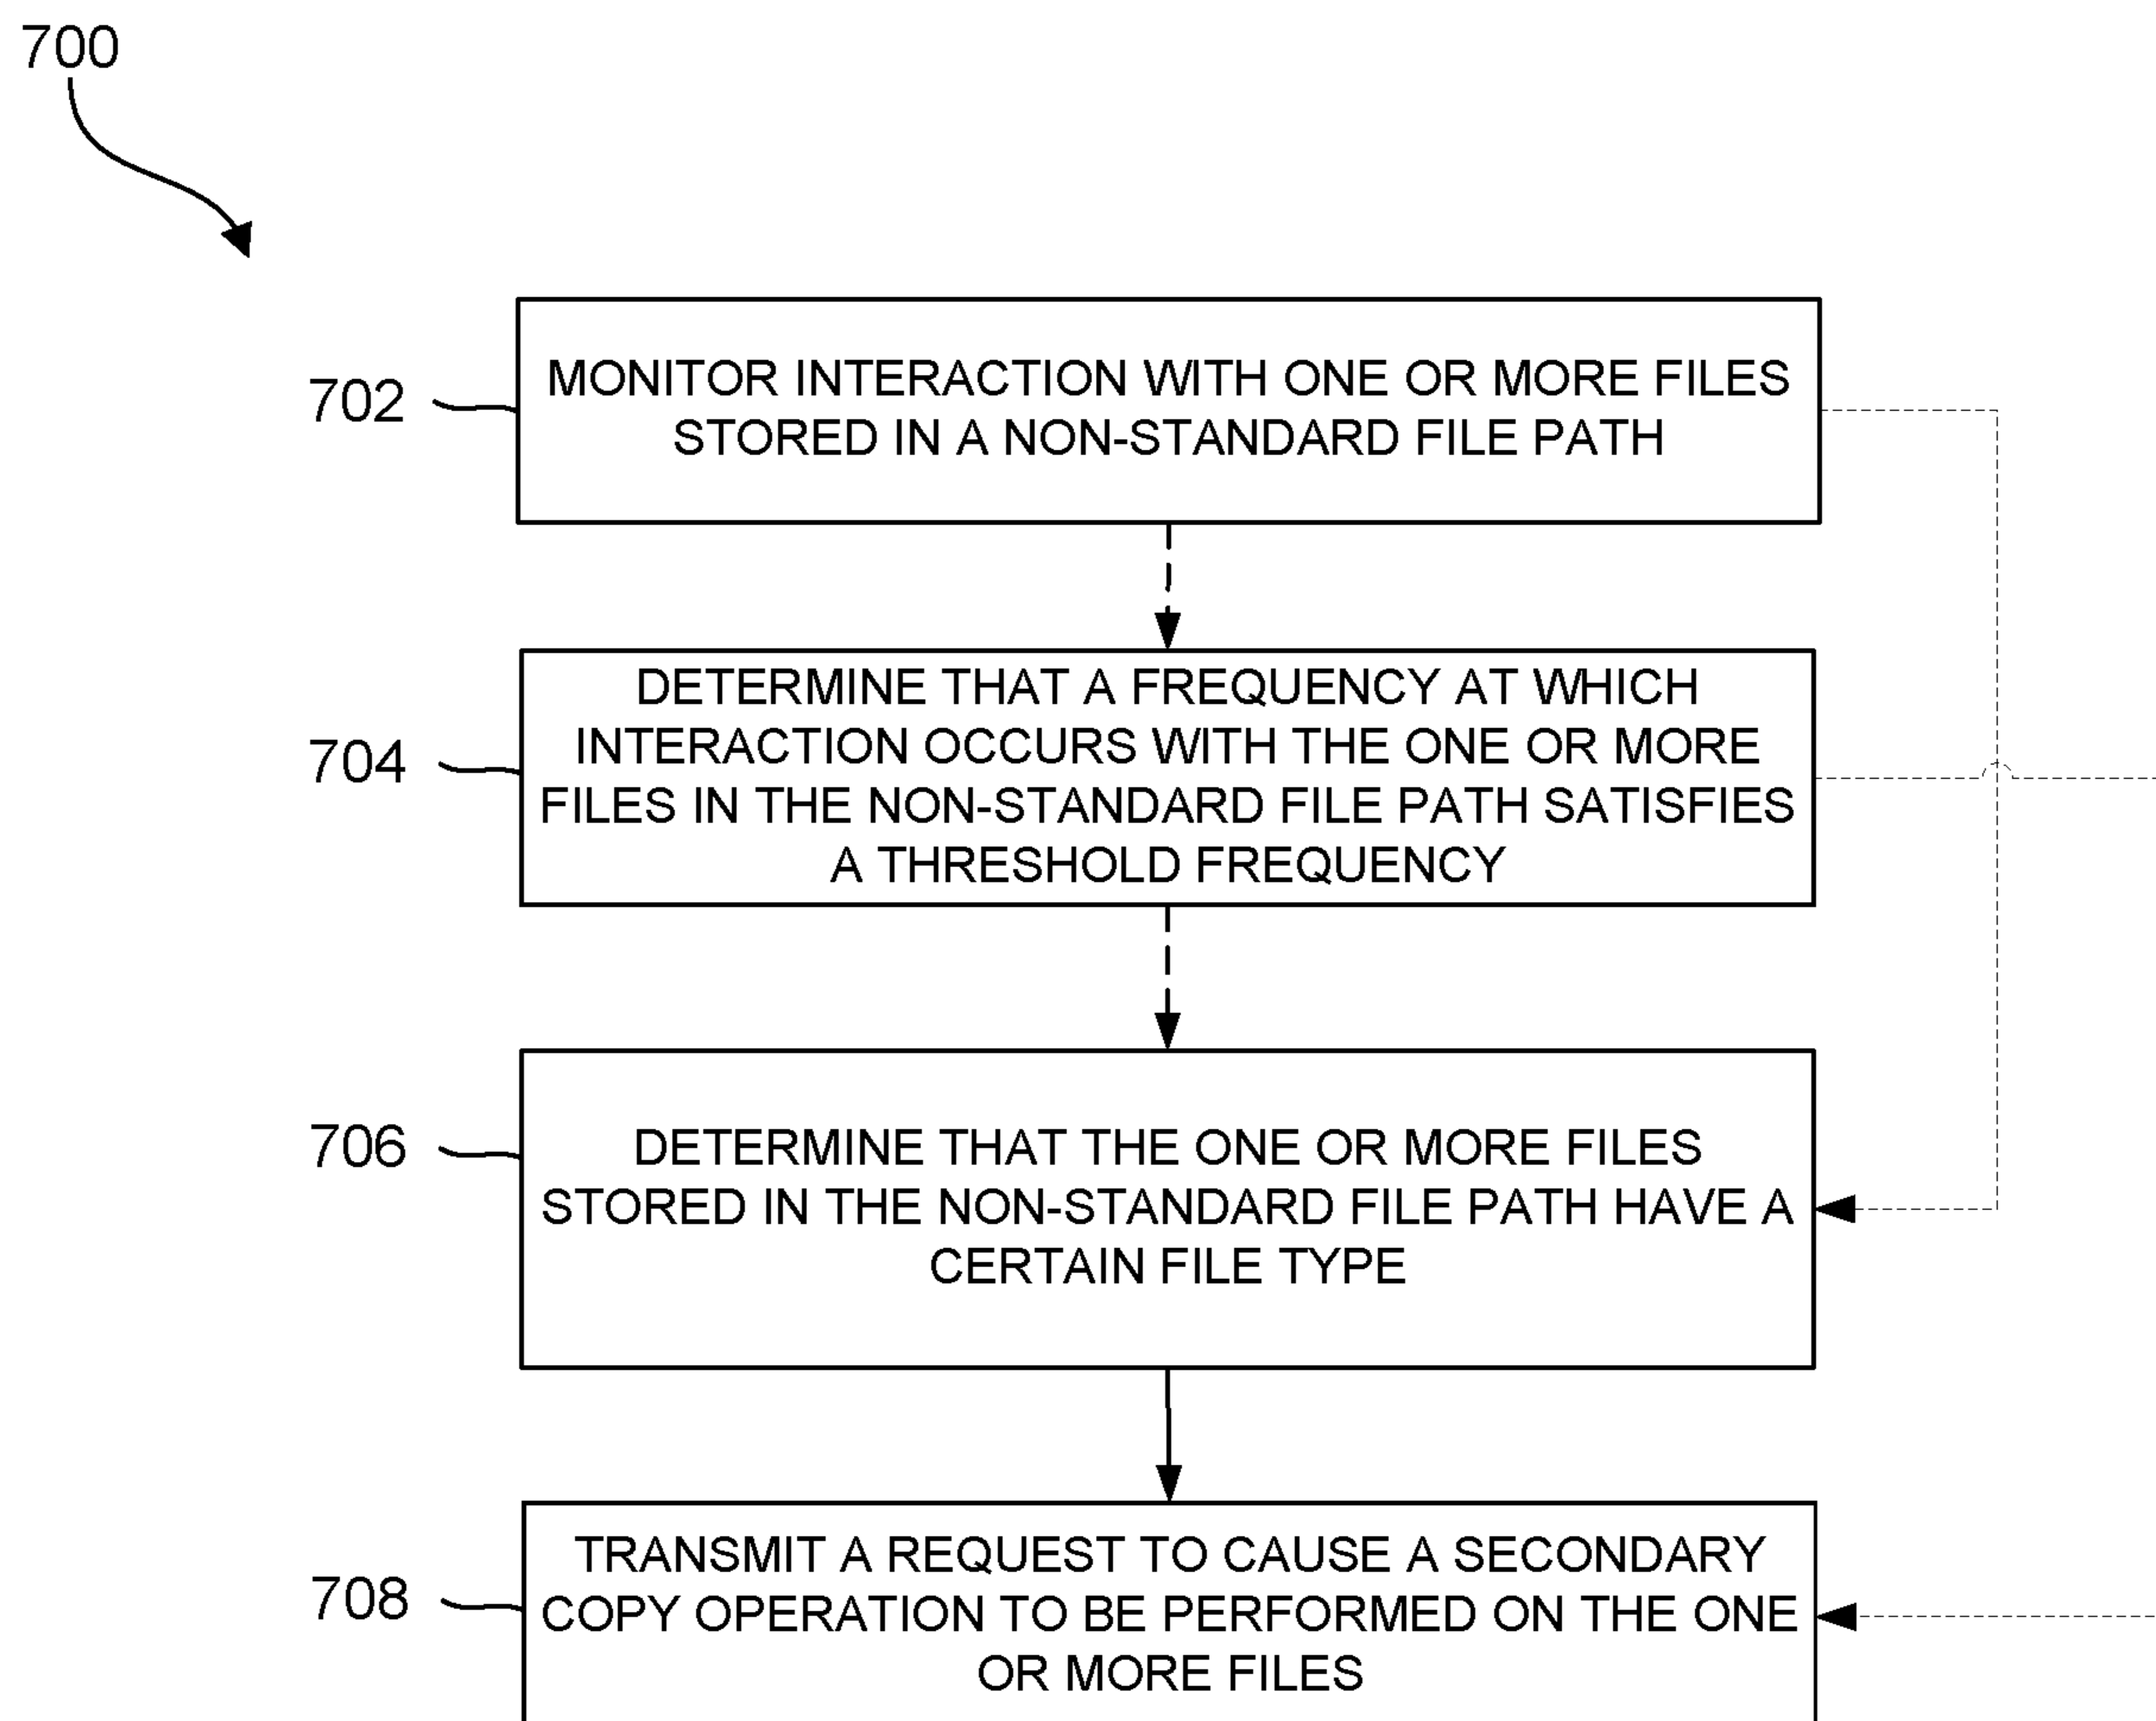 700
702
MONITOR INTERACTION WITH ONE OR MORE FILES
STORED IN A NON-STANDARD FILE PATH
704
DETERMINE THAT A FREQUENCY AT WHICH
INTERACTION OCCURS WITH THE ONE OR MORE
FILES IN THE NON-STANDARD FILE PATH SATISFIES
A THRESHOLD FREQUENCY
706
DETERMINE THAT THE ONE OR MORE FILES
STORED IN THE NON-STANDARD FILE PATH HAVE A
CERTAIN FILE TYPE
708
TRANSMIT A REQUEST TO CAUSE A SECONDARY
COPY OPERATION TO BE PERFORMED ON THE ONE
OR MORE FILES